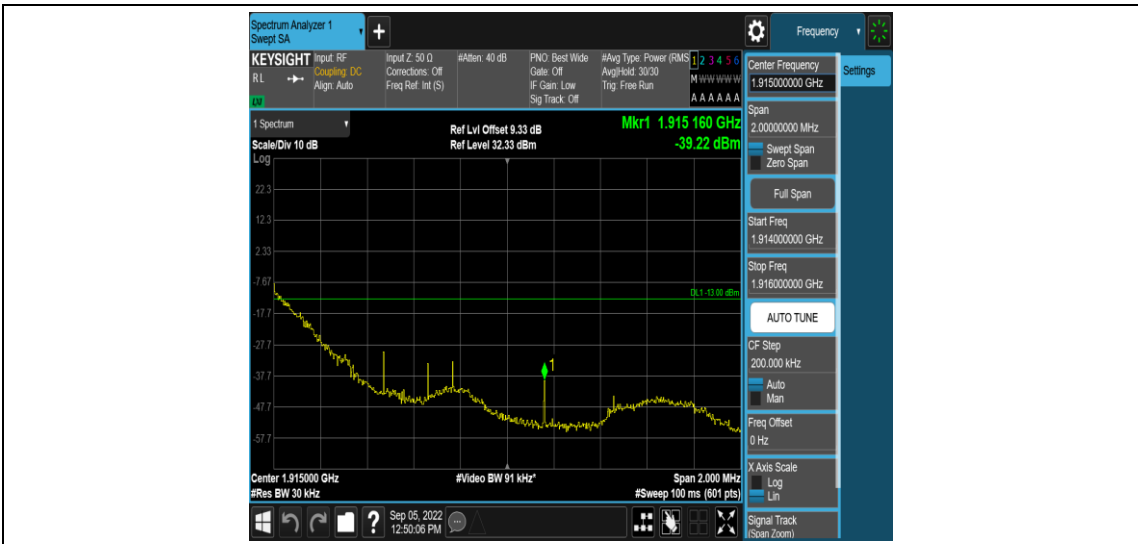 Spectrum Analyzer 1
Swept SA
+
Frequency
KEYSIGHT
RL
LXI
Input: RF
Coupling: DC
Align: Auto
Input Z: 50 Ω
Corrections: Off
Freq Ref: Int (S)
#Atten: 40 dB
PNO: Best Wide
Gate: Off
IF Gain: Low
Sig Track: Off
#Avg Type: Power (RMS
Avg|Hold: 30/30
Trig: Free Run
1 2 3 4 5 6
M W W W W W
A A A A A A
1 Spectrum
Scale/Div 10 dB
Log
Ref Lvl Offset 9.33 dB
Ref Level 32.33 dBm
Mkr1 1.915 160 GHz
-39.22 dBm
22.3
12.3
2.33
-7.67
-17.7
-27.7
-37.7
-47.7
-57.7
DL1 -13.00 dBm
1
Center 1.915000 GHz
#Res BW 30 kHz
#Video BW 91 kHz*
Span 2.000 MHz
#Sweep 100 ms (601 pts)
?
Sep 05, 2022
12:50:06 PM
Center Frequency
1.915000000 GHz
Settings
Span
2.00000000 MHz
Swept Span
Zero Span
Full Span
Start Freq
1.914000000 GHz
Stop Freq
1.916000000 GHz
AUTO TUNE
CF Step
200.000 kHz
Auto
Man
Freq Offset
0 Hz
X Axis Scale
Log
Lin
Signal Track
(Span Zoom)